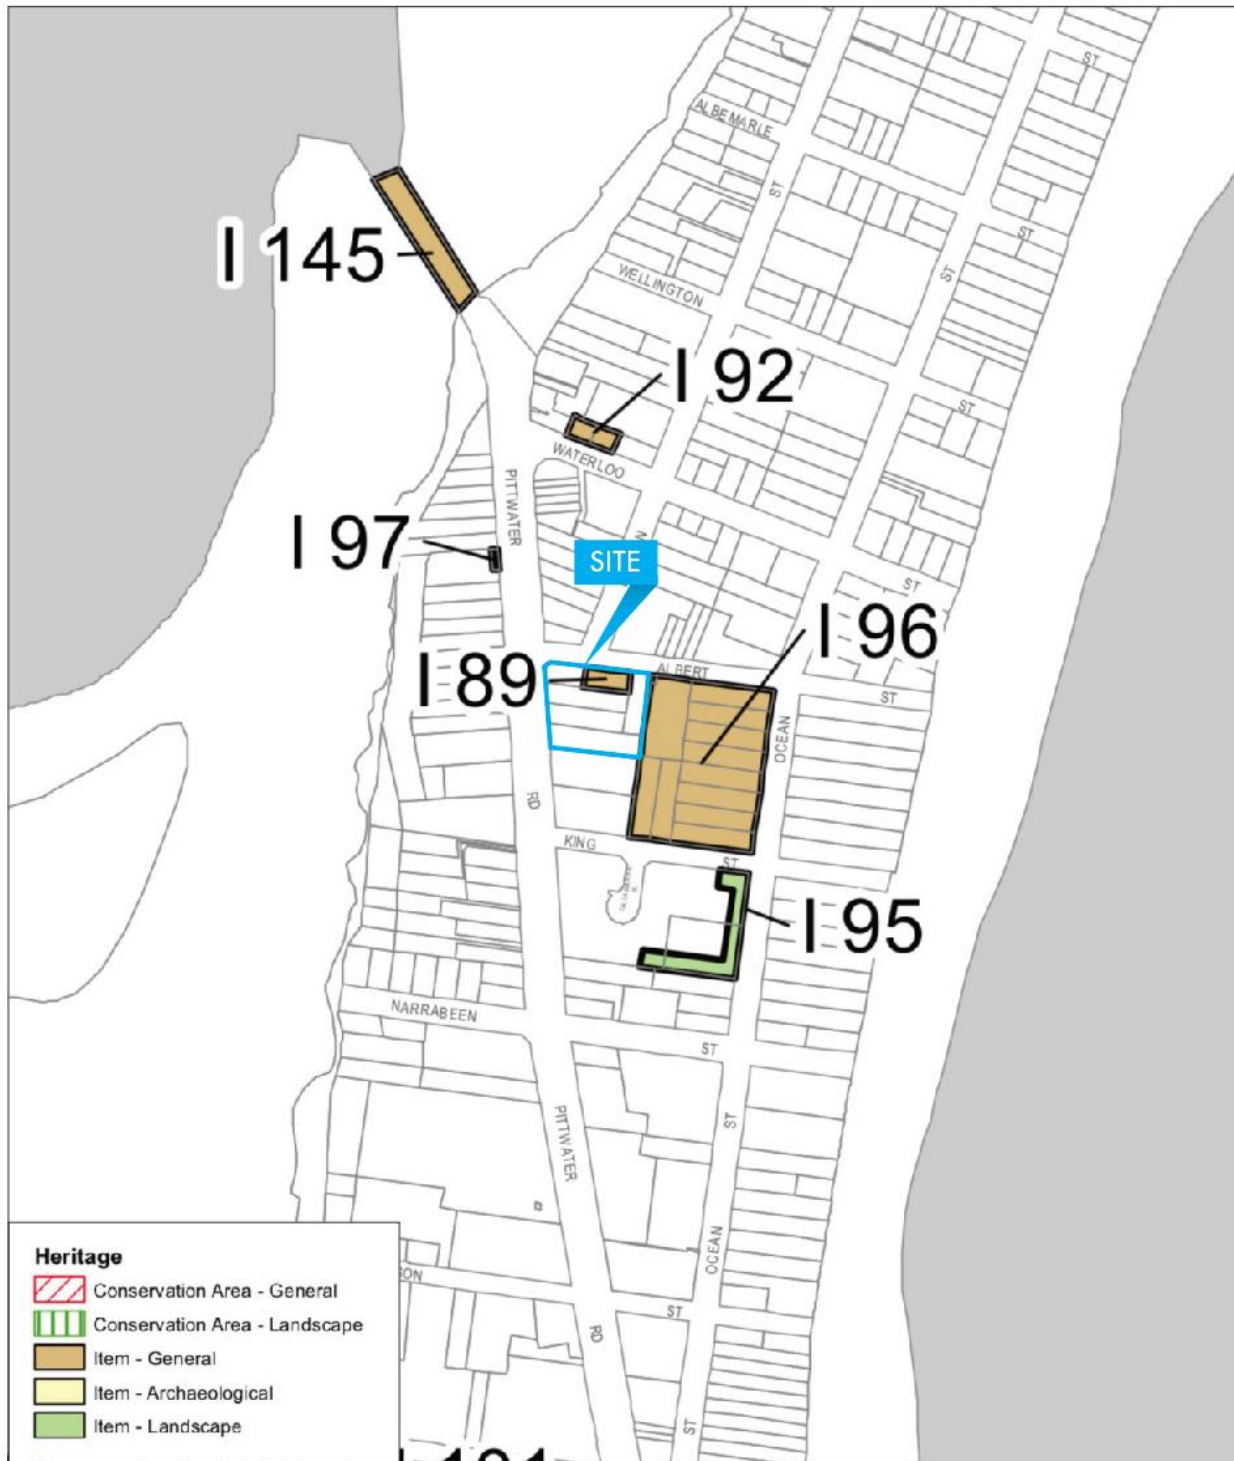 ST
ALBEMARLE
ST
ST
I 145
WELLINGTON
ST
I 92
ST
WATERLOO
PITTWATER
I 97
SITE
ST
I 96
I 89
ALBERT
ST
OCEAN
RD
KING
ST
I 95
NARRABEEN
ST
PITTWATER
ST
OCEAN
ST
RD
ST
Heritage
Conservation Area - General
Conservation Area - Landscape
Item - General
Item - Archaeological
Item - Landscape